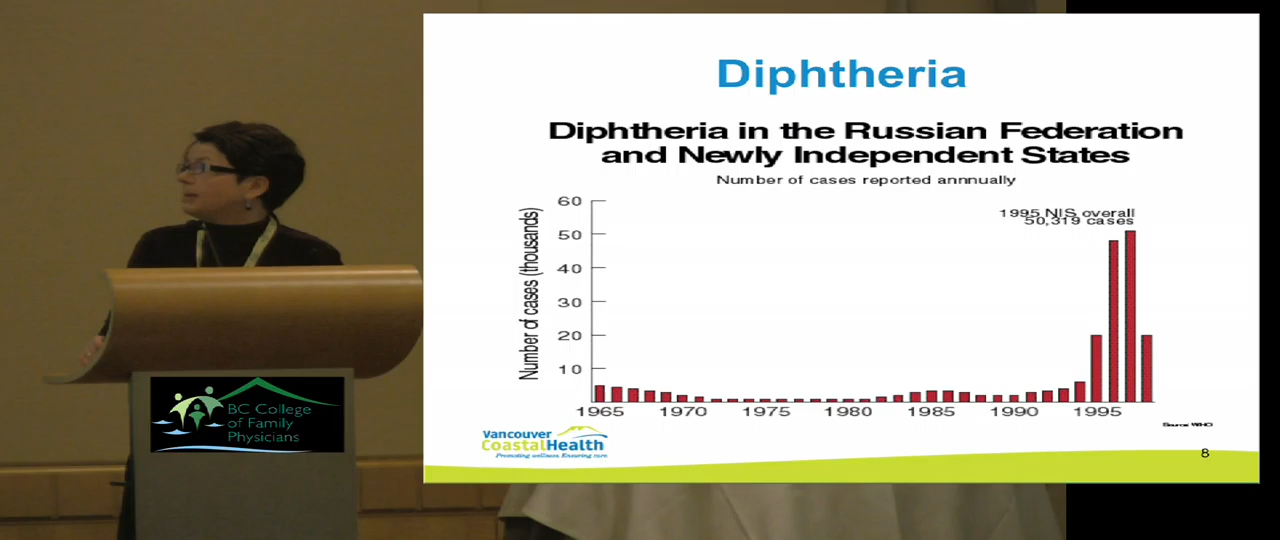 Diphtheria
Diphtheria in the Russian Federation
and Newly Independent States
Number of cases reported annnually
Number of cases (thousands)
60
50
40
30
20
10
1995 NIS overall
50,319 cases
1965
1970
1975
1980
1985
1990
1995
Source: WHO
Vancouver
CoastalHealth
Promoting wellness. Ensuring care.
8
BC College
of Family
Physicians